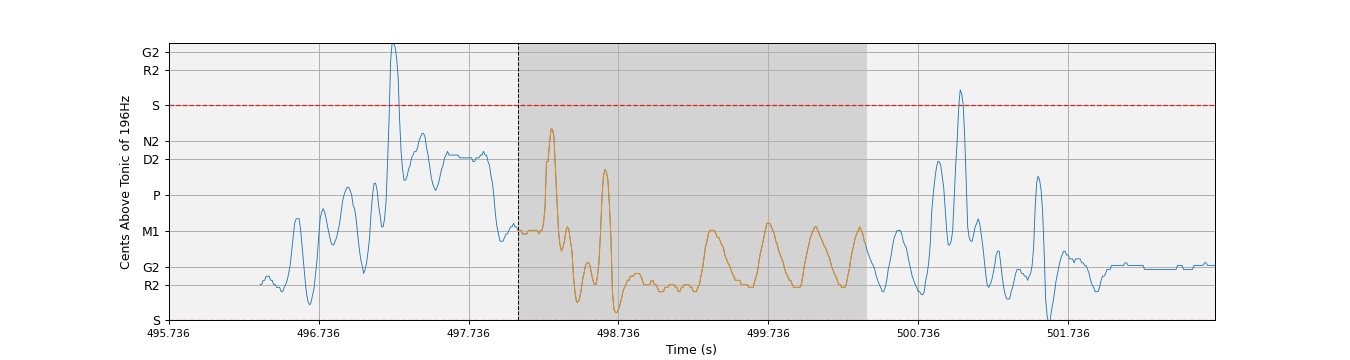 G2
R2
S
N2
D2
P
M1
G2
R2
S
Cents Above Tonic of 196Hz
495.736 496.736 497.736 498.736 499.736 500.736 501.736
Time (s)